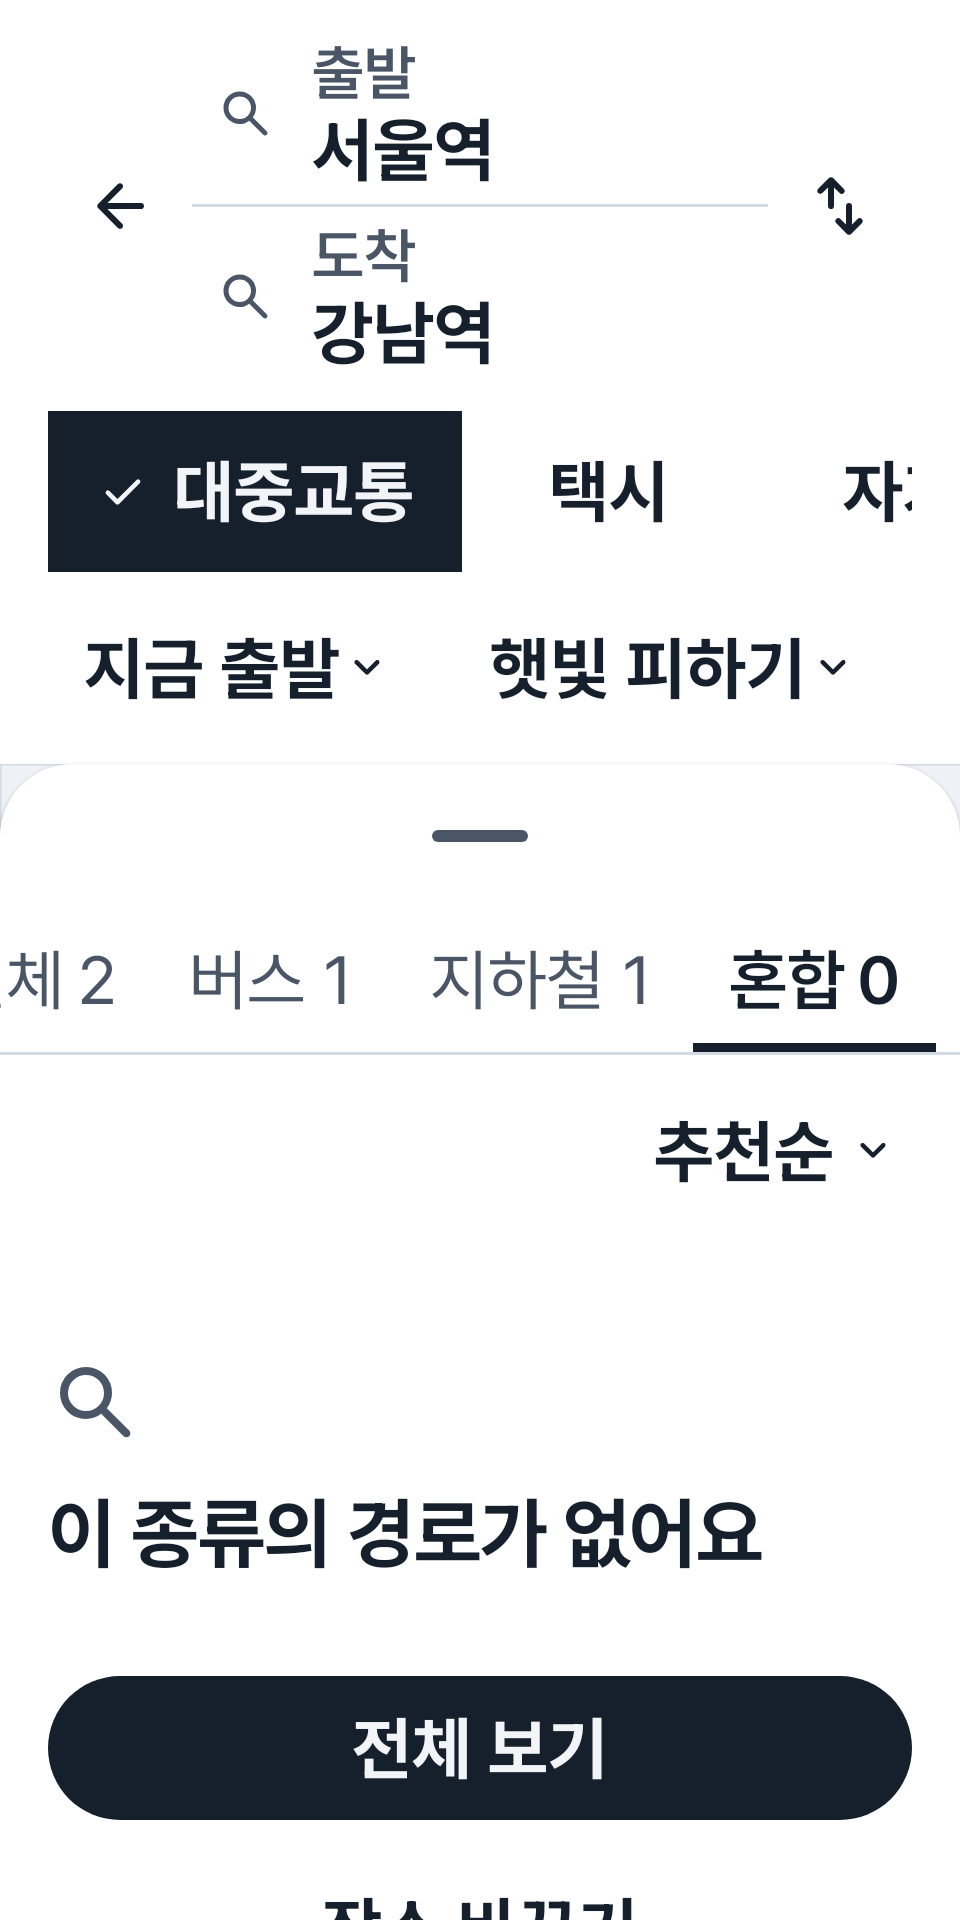 출발
서울역
도착
강남역
대중교통 택시
지금 출발 햇빛 피하기
체 2 버스 1 지하철 1 혼합 0
추천순
이 종류의 경로가 없어요
전체 보기